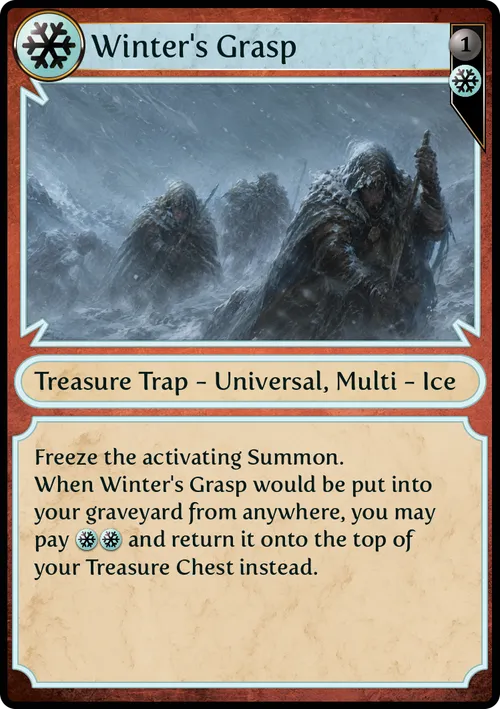 Winter's Grasp
1
Treasure Trap - Universal, Multi - Ice
Freeze the activating Summon.
When Winter's Grasp would be put into
your graveyard from anywhere, you may
pay and return it onto the top of
your Treasure Chest instead.